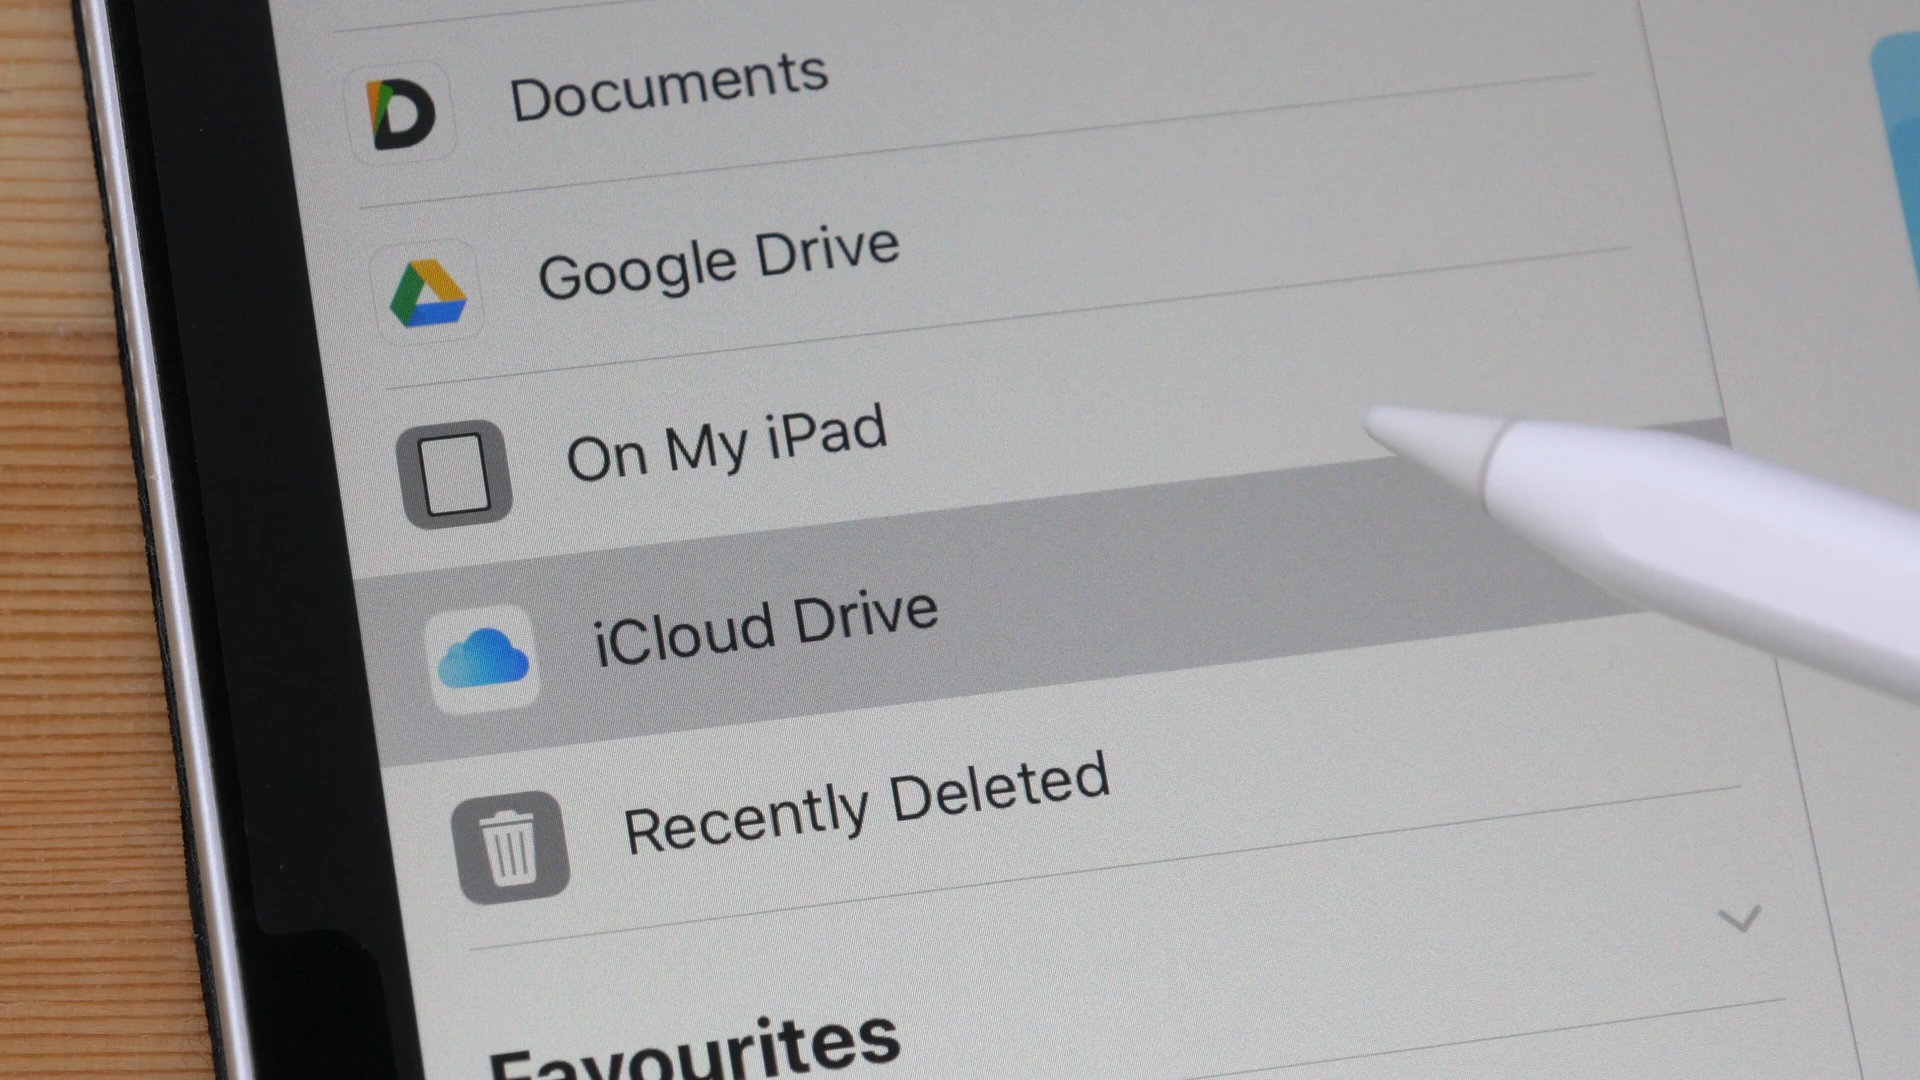 Documents
Google Drive
On My iPad
iCloud Drive
Recently Deleted
Favourites